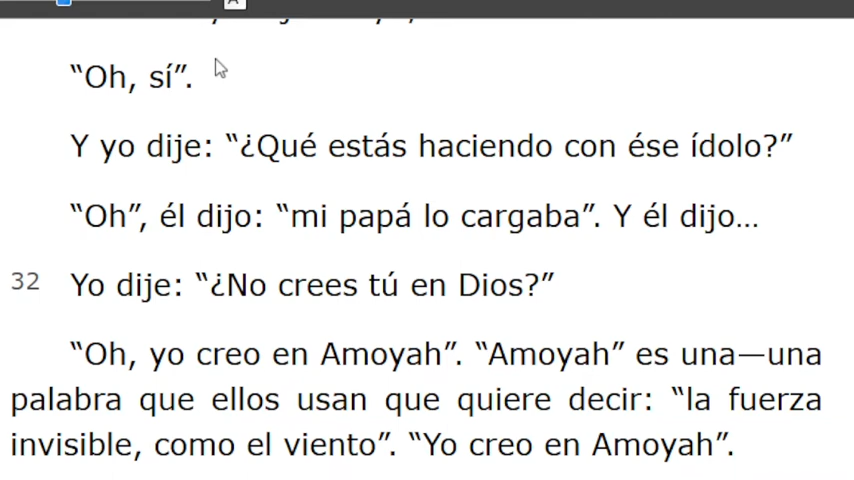 “Oh, sí”.
Y yo dije: “¿Qué estás haciendo con ése ídolo?”
“Oh”, él dijo: “mi papá lo cargaba”. Y él dijo…
32 Yo dije: “¿No crees tú en Dios?”
“Oh, yo creo en Amoyah”. “Amoyah” es una—una
palabra que ellos usan que quiere decir: “la fuerza
invisible, como el viento”. “Yo creo en Amoyah”.